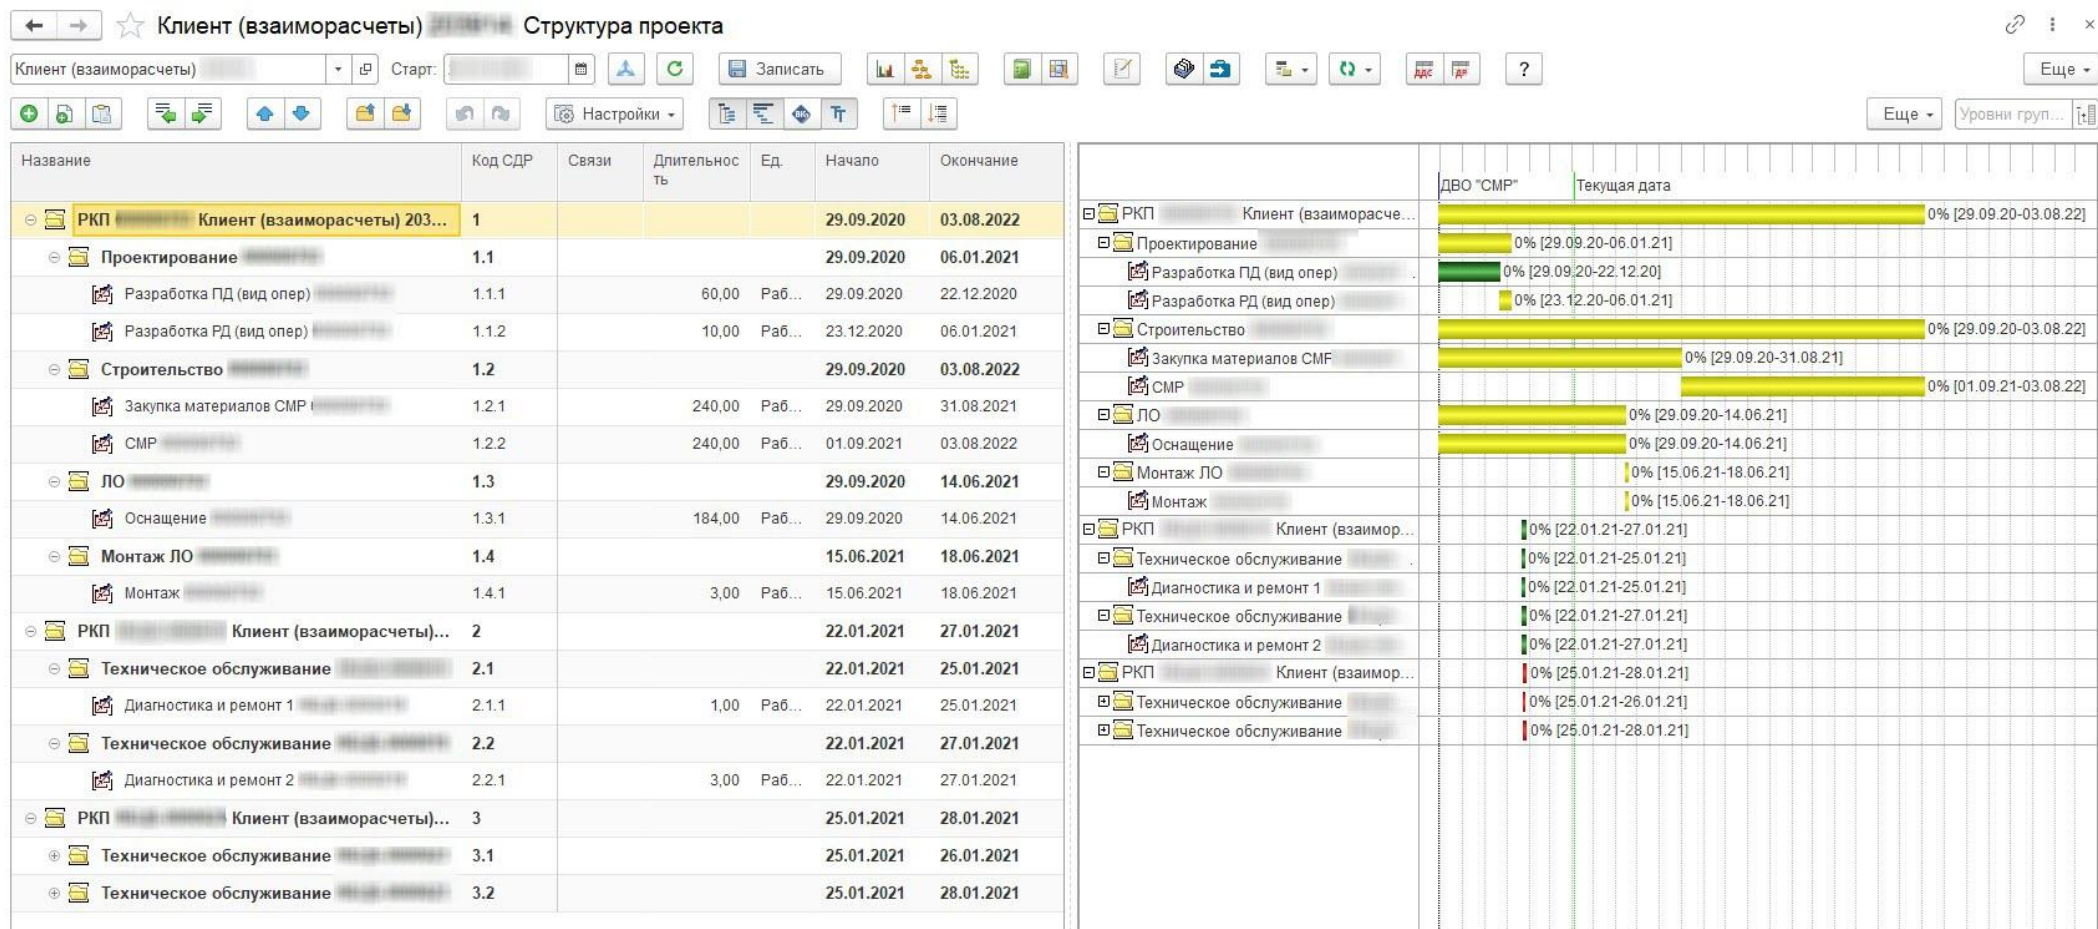 Клиент (взаиморасчеты) Структура проекта
Клиент (взаиморасчеты) Старт: Записать ДДС ДР ? Еще
Настройки Еще Уровни груп...
Название Код СДР Связи Длительнос
ть Ед. Начало Окончание
РКП Клиент (взаиморасчеты) 203... 1 29.09.2020 03.08.2022
Проектирование 1.1 29.09.2020 06.01.2021
Разработка ПД (вид опер) 1.1.1 60,00 Раб... 29.09.2020 22.12.2020
Разработка РД (вид опер) 1.1.2 10,00 Раб... 23.12.2020 06.01.2021
Строительство 1.2 29.09.2020 03.08.2022
Закупка материалов СМР 1.2.1 240,00 Раб... 29.09.2020 31.08.2021
СМР 1.2.2 240,00 Раб... 01.09.2021 03.08.2022
ЛО 1.3 29.09.2020 14.06.2021
Оснащение 1.3.1 184,00 Раб... 29.09.2020 14.06.2021
Монтаж ЛО 1.4 15.06.2021 18.06.2021
Монтаж 1.4.1 3,00 Раб... 15.06.2021 18.06.2021
РКП Клиент (взаиморасчеты)... 2 22.01.2021 27.01.2021
Техническое обслуживание 2.1 22.01.2021 25.01.2021
Диагностика и ремонт 1 2.1.1 1,00 Раб... 22.01.2021 25.01.2021
Техническое обслуживание 2.2 22.01.2021 27.01.2021
Диагностика и ремонт 2 2.2.1 3,00 Раб... 22.01.2021 27.01.2021
РКП Клиент (взаиморасчеты)... 3 25.01.2021 28.01.2021
Техническое обслуживание 3.1 25.01.2021 26.01.2021
Техническое обслуживание 3.2 25.01.2021 28.01.2021
ДВО "СМР" Текущая дата
РКП Клиент (взаиморасче... 0% [29.09.20-03.08.22]
Проектирование 0% [29.09.20-06.01.21]
Разработка ПД (вид опер) 0% [29.09.20-22.12.20]
Разработка РД (вид опер) 0% [23.12.20-06.01.21]
Строительство 0% [29.09.20-03.08.22]
Закупка материалов СМР 0% [29.09.20-31.08.21]
СМР 0% [01.09.21-03.08.22]
ЛО 0% [29.09.20-14.06.21]
Оснащение 0% [29.09.20-14.06.21]
Монтаж ЛО 0% [15.06.21-18.06.21]
Монтаж 0% [15.06.21-18.06.21]
РКП Клиент (взаимор... 0% [22.01.21-27.01.21]
Техническое обслуживание 0% [22.01.21-25.01.21]
Диагностика и ремонт 1 0% [22.01.21-25.01.21]
Техническое обслуживание 0% [22.01.21-27.01.21]
Диагностика и ремонт 2 0% [22.01.21-27.01.21]
РКП Клиент (взаимор... 0% [25.01.21-28.01.21]
Техническое обслуживание 0% [25.01.21-26.01.21]
Техническое обслуживание 0% [25.01.21-28.01.21]